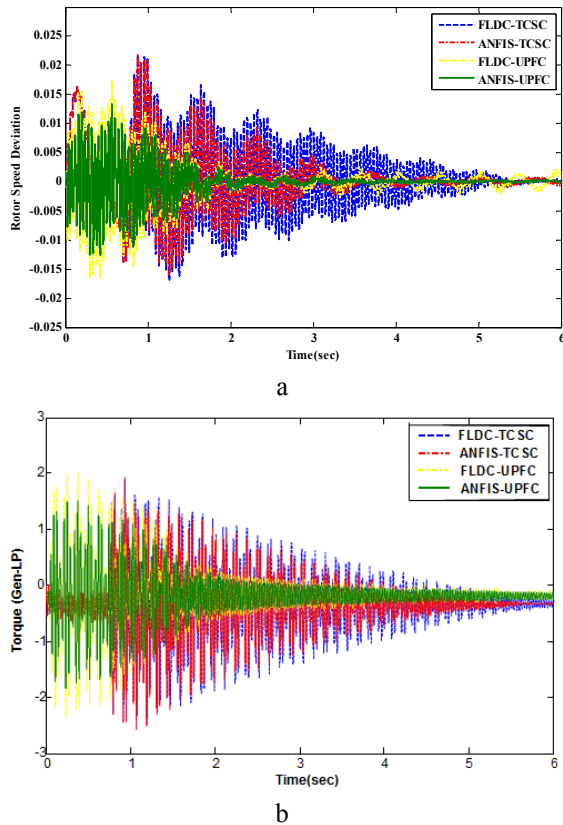 0.025
0.02
0.015
0.01
0.005
0
-0.005
-0.01
-0.015
-0.02
-0.025
Rotor Speed Deviation
FLDC-TCSC
ANFIS-TCSC
FLDC-UPFC
ANFIS-UPFC
0 1 2 3 4 5 6
Time(sec)
a
3
2
1
0
-1
-2
-3
Torque (Gen-LP)
FLDC-TCSC
ANFIS-TCSC
FLDC-UPFC
ANFIS-UPFC
0 1 2 3 4 5 6
Time(sec)
b